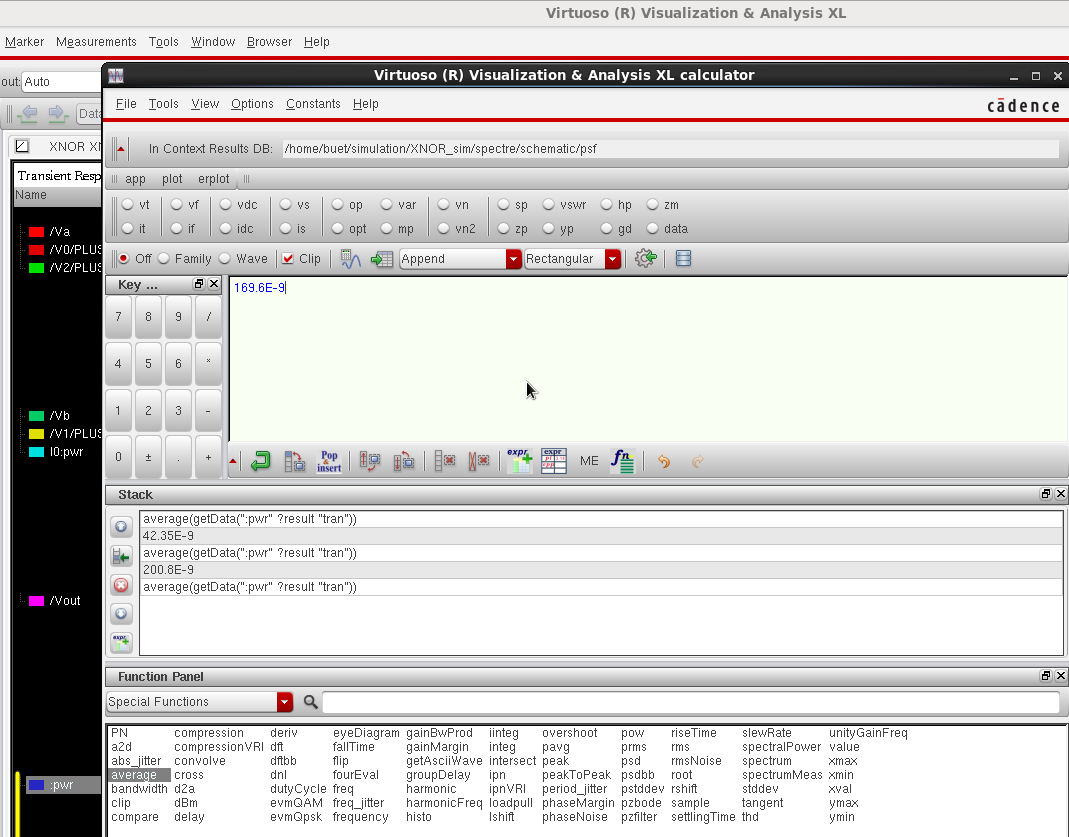 Virtuoso (R) Visualization & Analysis XL
Marker Measurements Tools Window Browser Help
out: Auto
Virtuoso (R) Visualization & Analysis XL calculator
File Tools View Options Constants Help
cādence
Data
XNOR
In Context Results DB: /home/buet/simulation/XNOR_sim/spectre/schematic/psf
Transient Resp
Name
app plot erplot
vt vf vdc vs op var vn sp vswr hp zm
it if idc is opt mp vn2 zp yp gd data
/Va
/V0/PLUS
/V2/PLUS
Off Family Wave Clip Append Rectangular
Key ...
169.6E-9
7 8 9 /
4 5 6 *
1 2 3 -
0 ± . +
/Vb
/V1/PLUS
I0:pwr
Pop insert expr expr ME fn
Stack
average(getData(":pwr" ?result "tran"))
42.35E-9
average(getData(":pwr" ?result "tran"))
200.8E-9
average(getData(":pwr" ?result "tran"))
expr
/Vout
Function Panel
Special Functions
PN compression deriv eyeDiagram gainBwProd iinteg overshoot pow riseTime slewRate unityGainFreq
a2d compressionVRI dft fallTime gainMargin integ pavg prms rms spectralPower value
abs_jitter convolve dftbb flip getAsciiWave intersect peak psd rmsNoise spectrum xmax
average cross dnl fourEval groupDelay ipn peakToPeak psdbb root spectrumMeas xmin
bandwidth d2a dutyCycle freq harmonic ipnVRI period_jitter pstddev rshift stddev xval
clip dBm evmQAM freq_jitter harmonicFreq loadpull phaseMargin pzbode sample tangent ymax
compare delay evmQpsk frequency histo lshift phaseNoise pzfilter settlingTime thd ymin
:pwr